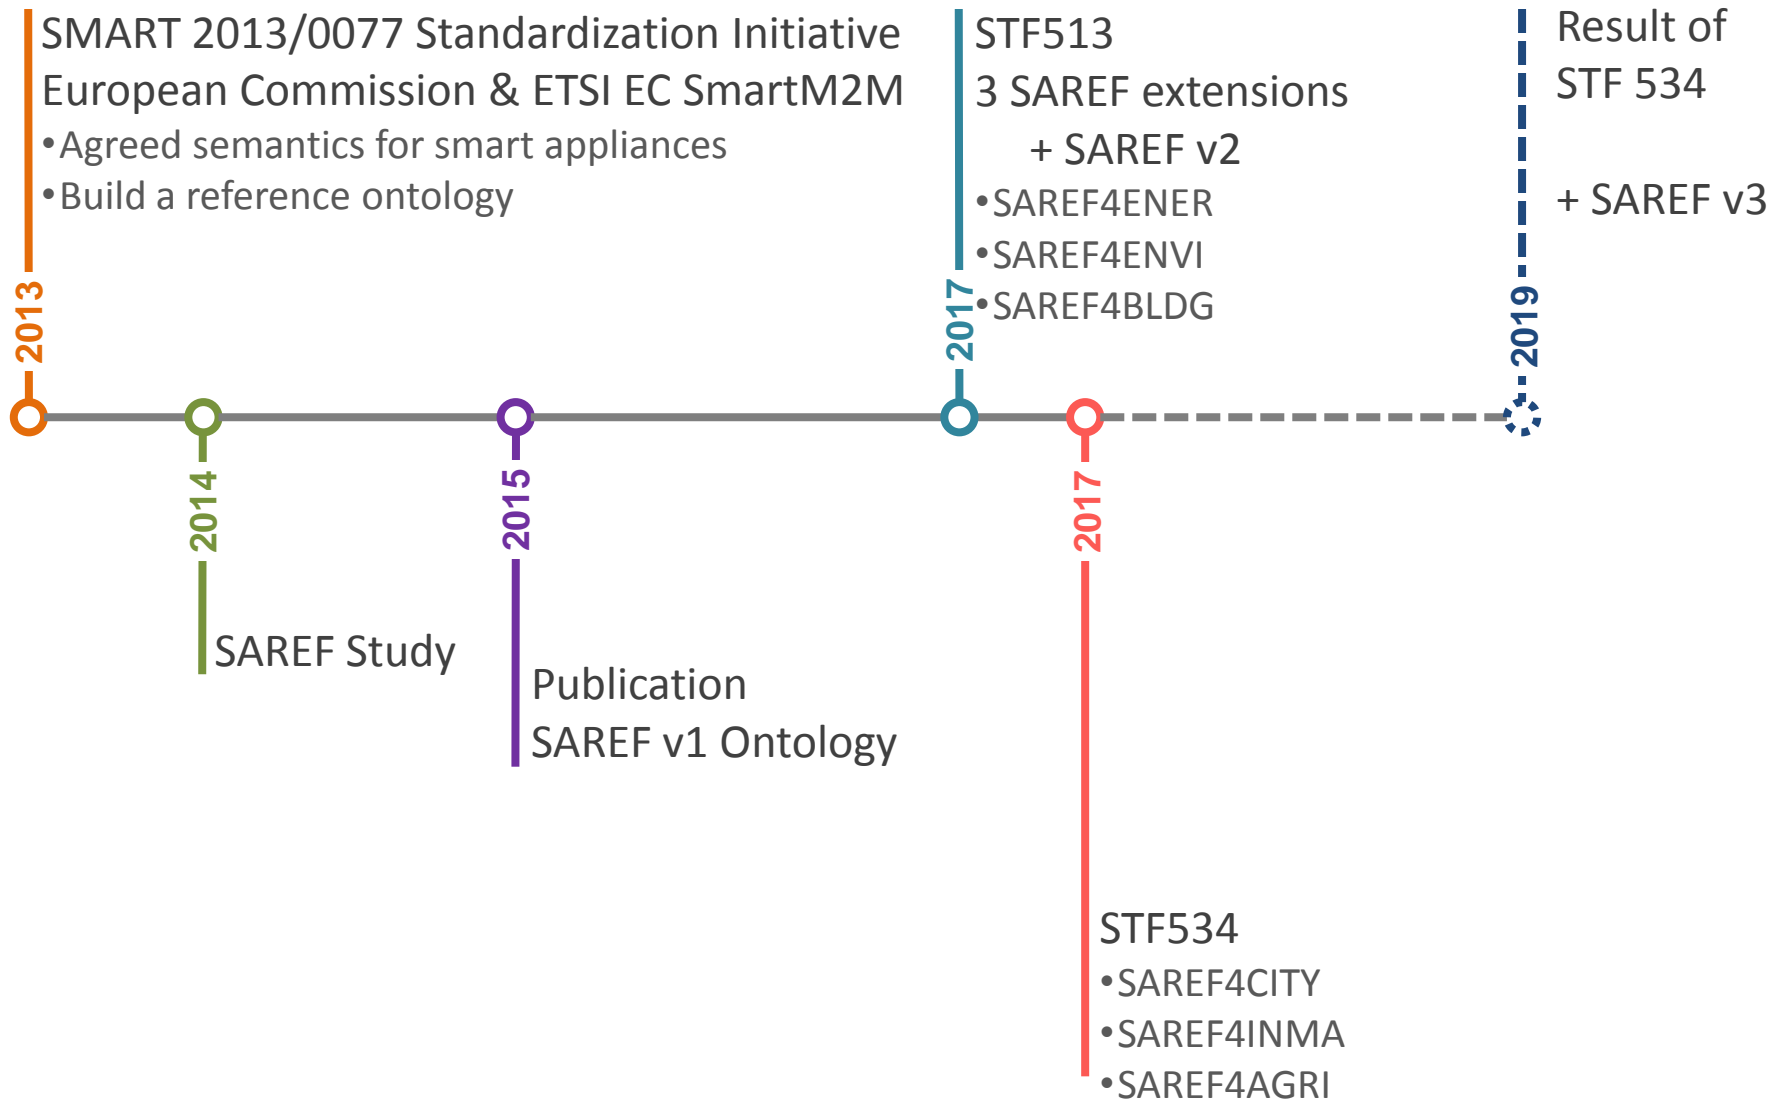 SMART 2013/0077 Standardization Initiative
European Commission & ETSI EC SmartM2M
•Agreed semantics for smart appliances
•Build a reference ontology
2013
2014
SAREF Study
2015
Publication
SAREF v1 Ontology
STF513
3 SAREF extensions
+ SAREF v2
•SAREF4ENER
•SAREF4ENVI
•SAREF4BLDG
2017
2017
STF534
•SAREF4CITY
•SAREF4INMA
•SAREF4AGRI
Result of
STF 534
+ SAREF v3
2019